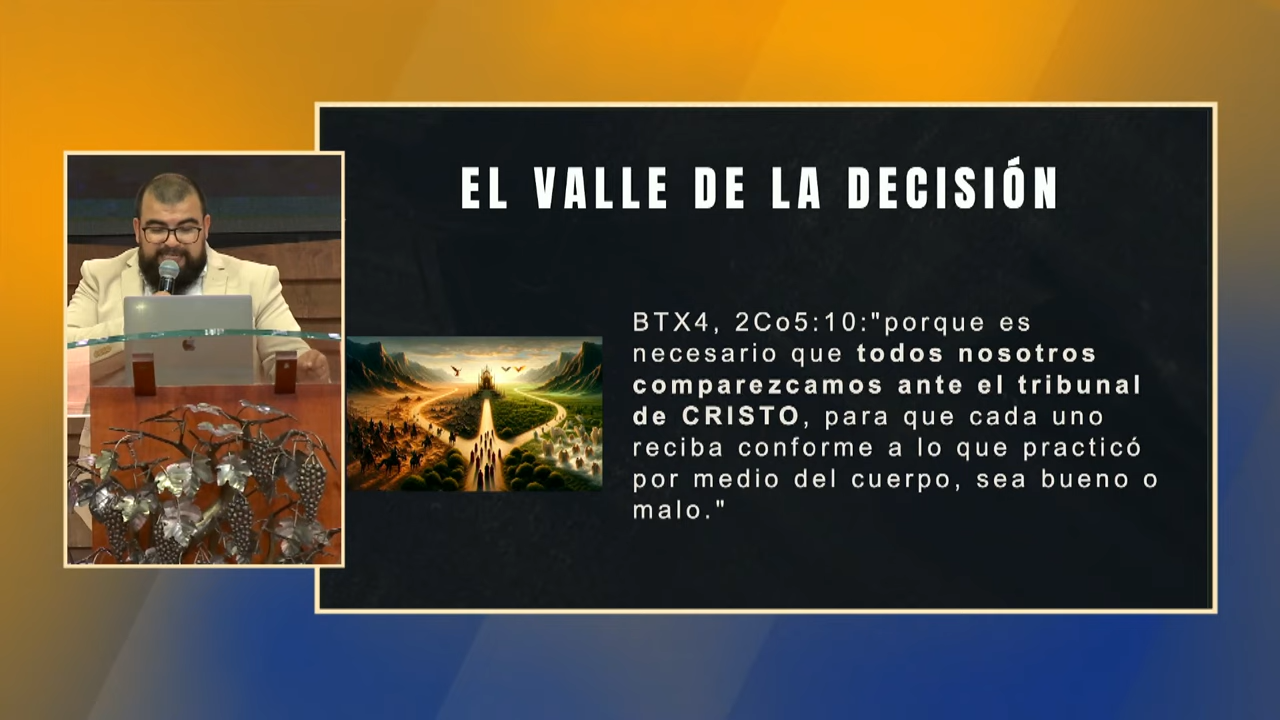 EL VALLE DE LA DECISIÓN
BTX4, 2Co5:10:"porque es
necesario que todos nosotros
comparezcamos ante el tribunal
de CRISTO, para que cada uno
reciba conforme a lo que practicó
por medio del cuerpo, sea bueno o
malo."